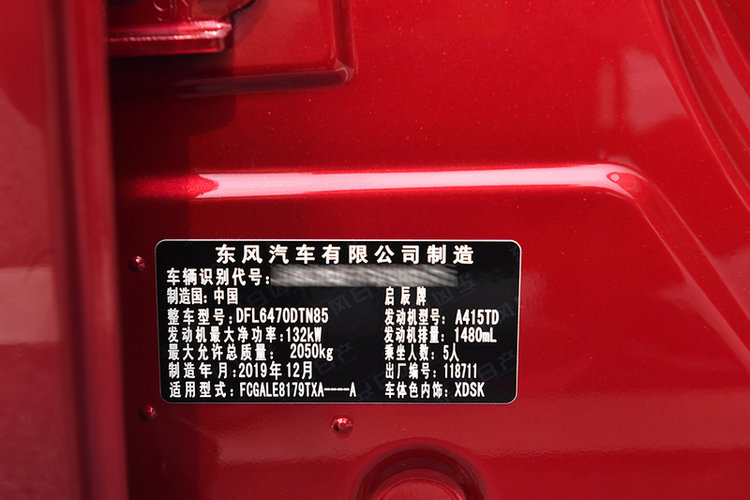 东风汽车有限公司制造
车辆识别代号:
制造国:中国 启辰牌
整车型号:DFL6470DTN85 发动机型号:A415TD
发动机最大净功率:132kW 发动机排量:1480mL
最大允许总质量: 2050kg 乘坐人数:5人
制造年月:2019年12月 出厂编号:118711
适用型式:FCGALE8179TXA----A 车体色内饰:XDSK